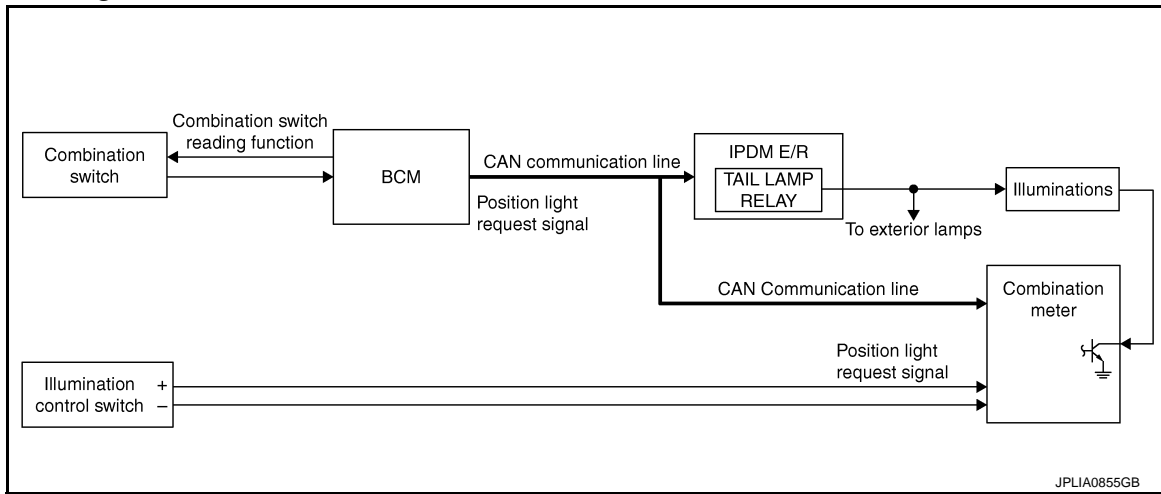 Combination switch
reading function
Combination
switch
BCM
CAN communication line
Position light
request signal
IPDM E/R
TAIL LAMP
RELAY
Illuminations
To exterior lamps
CAN Communication line
Combination
meter
Position light
request signal
Illumination +
control switch –
JPLIA0855GB